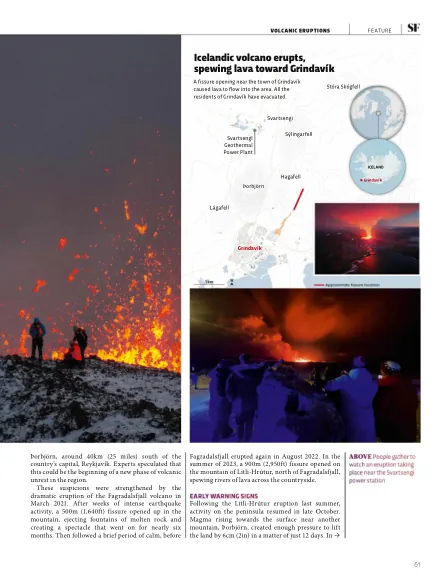 VOLCANIC ERUPTIONS
FEATURE
SF
Icelandic volcano erupts,
spewing lava toward Grindavík
A fissure opening near the town of Grindavík
caused lava to flow into the area. All the
residents of Grindavík have evacuated
Stóra Skógfell
Svartsengi
Sýlingarfell
Svartsengi
Geothermal
Power Plant
ICELAND
Grindavík
Hagafell
Þorbjörn
Lágafell
Grindavík
Approximate fissure location
Þorbjörn, around 40km (25 miles) south of the
country's capital, Reykjavík. Experts speculated that
this could be the beginning of a new phase of volcanic
unrest in the region.
These suspicions were strengthened by the
dramatic eruption of the Fagradalsfjall volcano in
March 2021. After weeks of intense earthquake
activity, a 500m (1,640ft) fissure opened up in the
mountain, ejecting fountains of molten rock and
creating a spectacle that went on for nearly six
months. Then followed a brief period of calm, before
Fagradalsfjall erupted again in August 2022. In the
summer of 2023, a 900m (2,950ft) fissure opened on
the mountain of Litli-Hrútur, north of Fagradalsfjall,
spewing rivers of lava across the countryside.
EARLY WARNING SIGNS
Following the Litli-Hrútur eruption last summer,
activity on the peninsula resumed in late October.
Magma rising towards the surface near another
mountain, Þorbjörn, created enough pressure to lift
the land by 6cm (2in) in a matter of just 12 days. In →
ABOVE People gather to
watch an eruption taking
place near the Svartsengi
power station